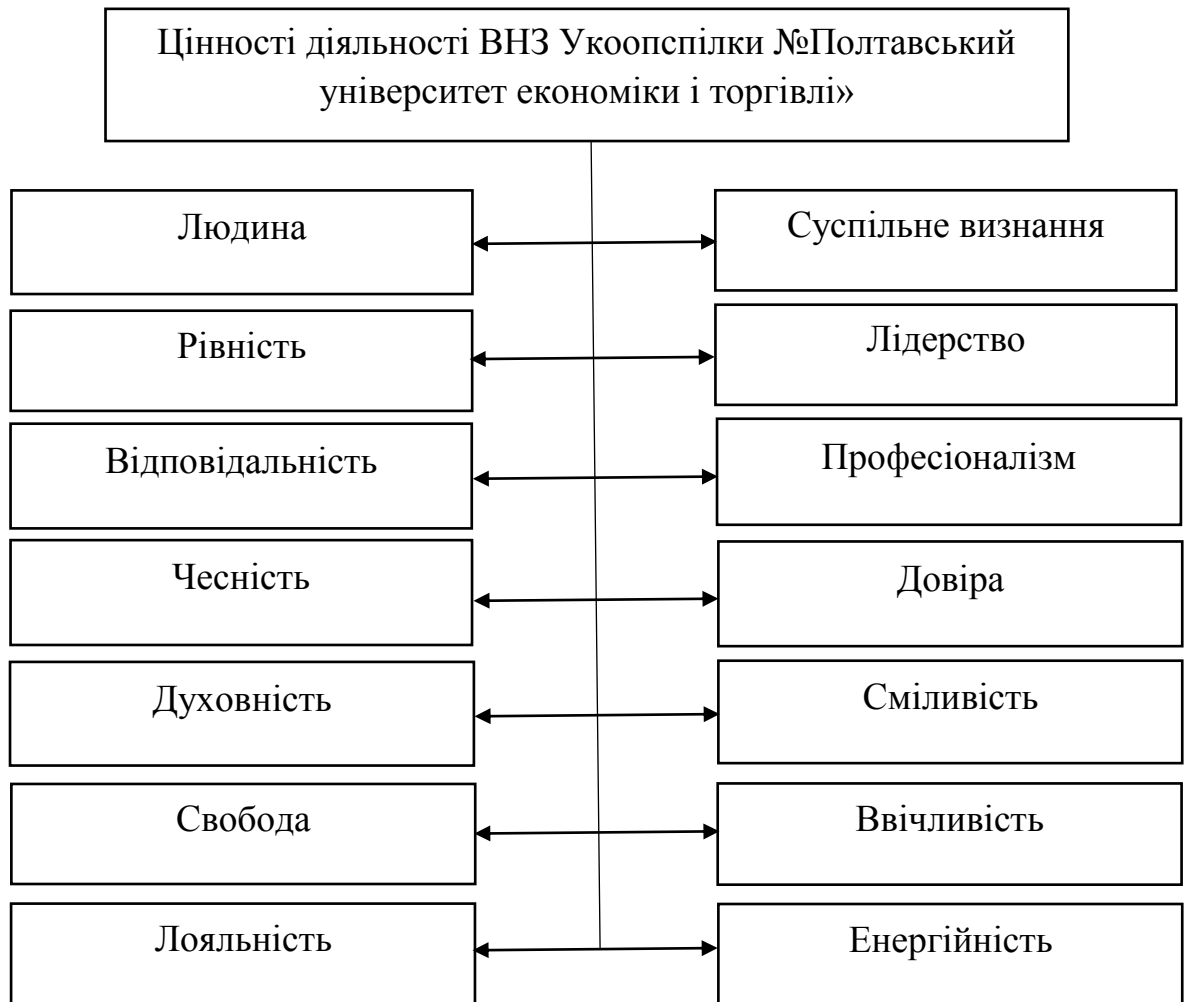 Цінності діяльності ВНЗ Укоопспілки №Полтавський
університет економіки і торгівлі»
Людина
Суспільне визнання
Рівність
Лідерство
Відповідальність
Професіоналізм
Чесність
Довіра
Духовність
Сміливість
Свобода
Ввічливість
Лояльність
Енергійність